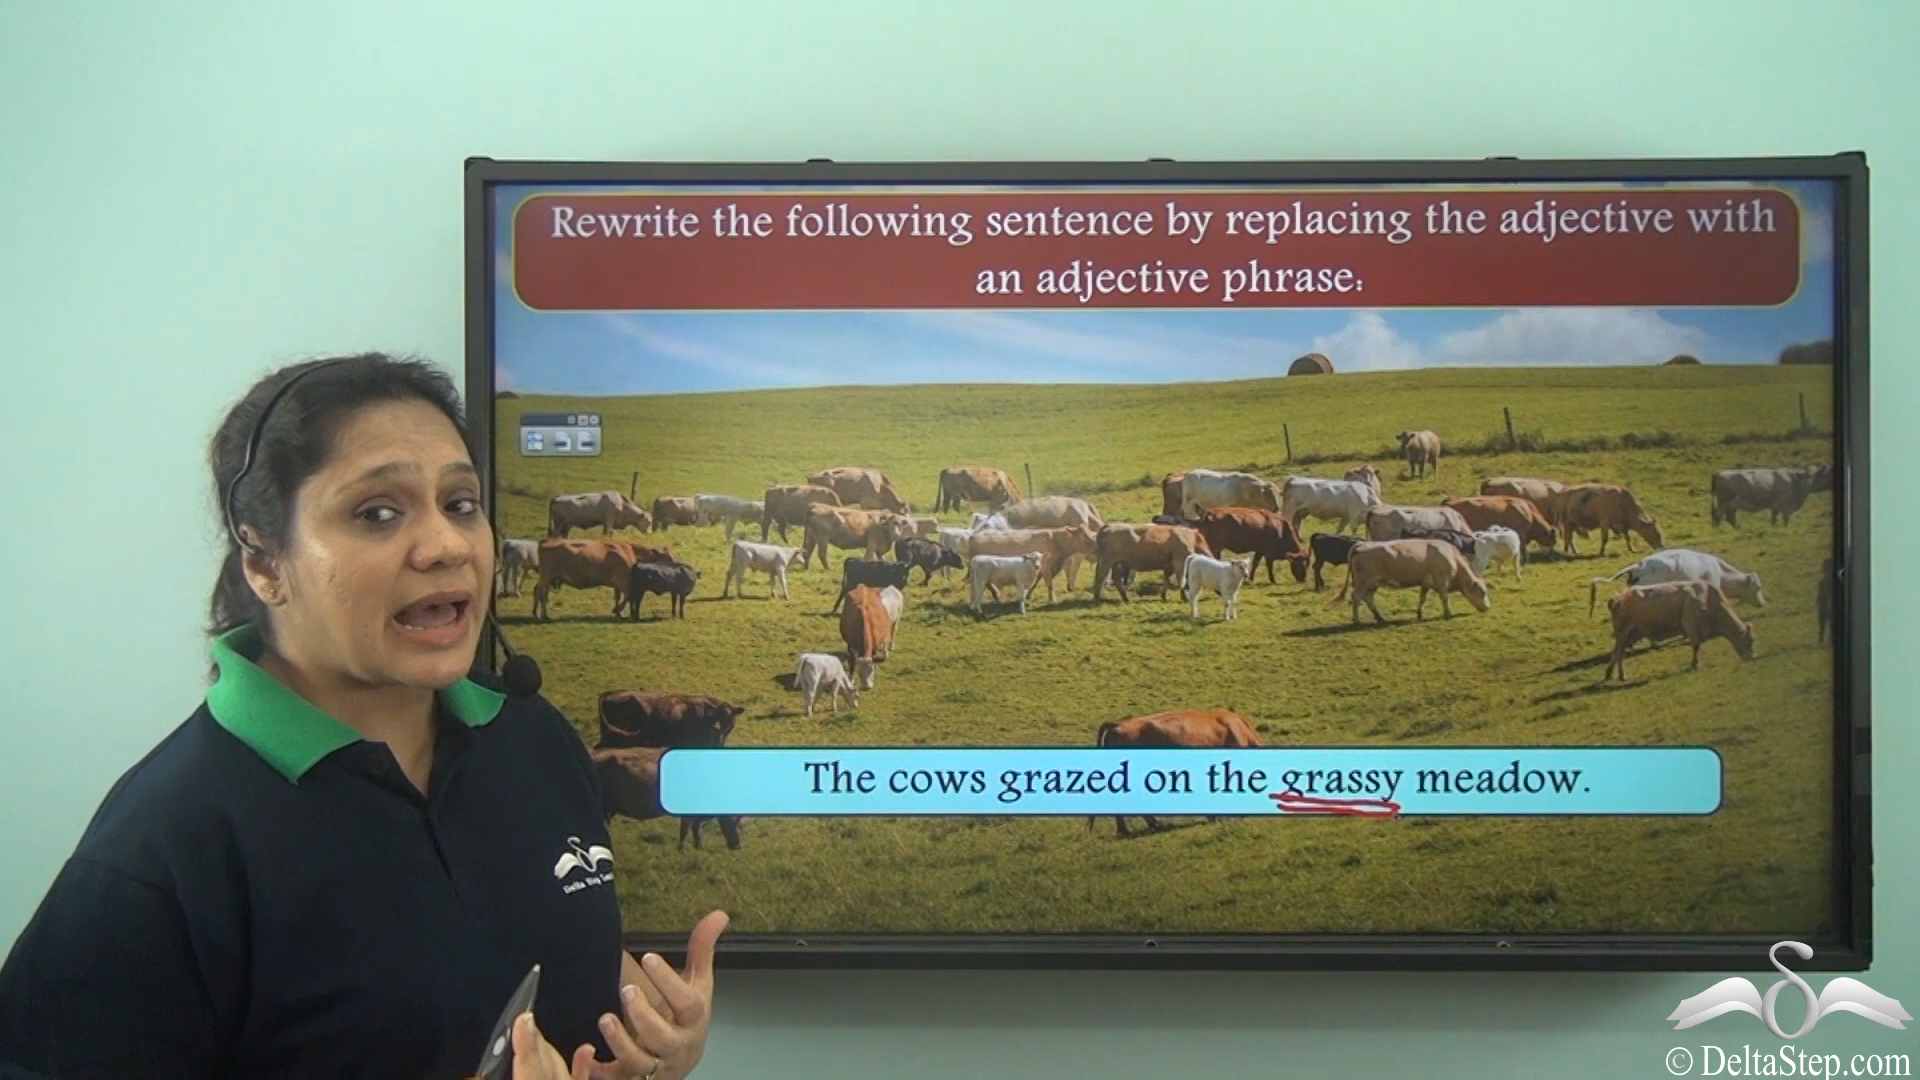 Rewrite the following sentence by replacing the adjective with
an adjective phrase:
The cows grazed on the grassy meadow.
© DeltaStep.com